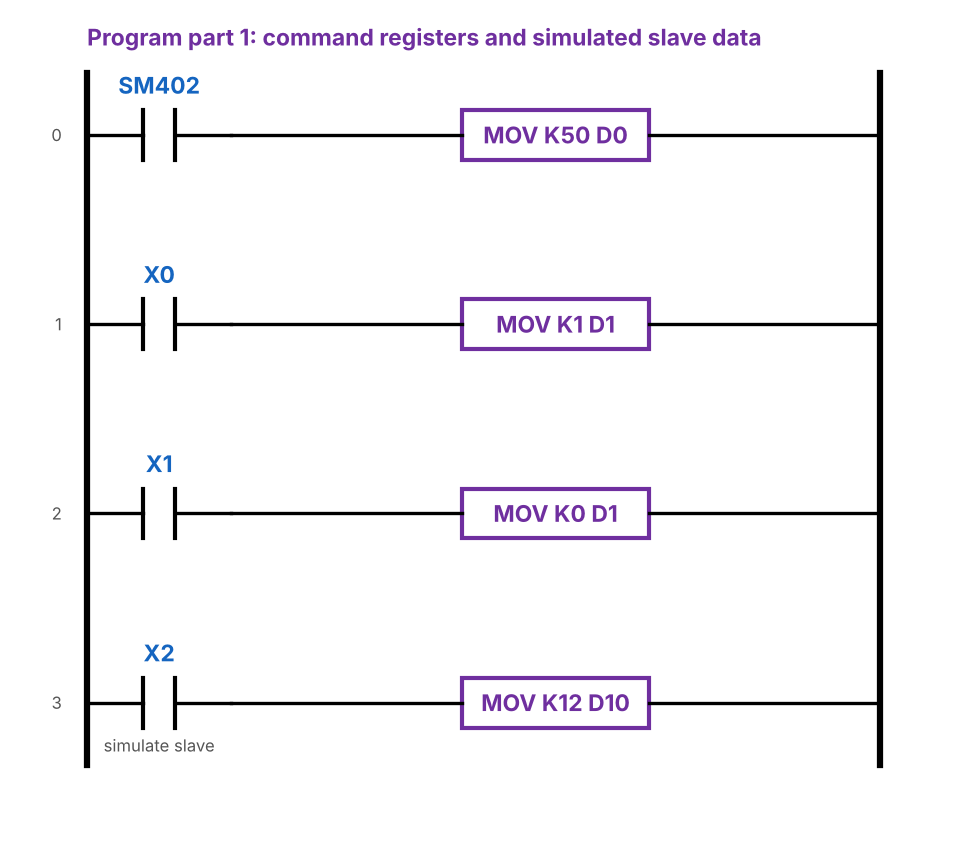 Program part 1: command registers and simulated slave data
SM402
0
MOV K50 D0
X0
1
MOV K1 D1
X1
2
MOV K0 D1
X2
3
MOV K12 D10
simulate slave